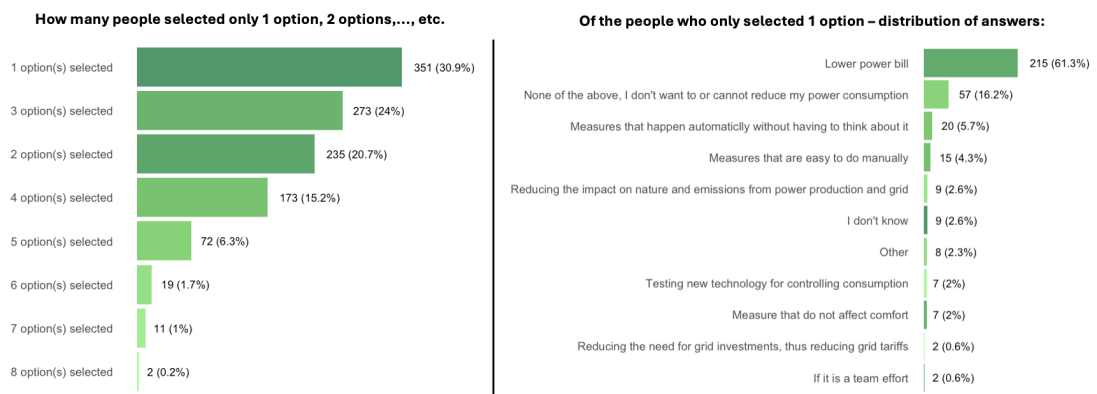 How many people selected only 1 option, 2 options,..., etc.
1 option(s) selected 351 (30.9%)
3 option(s) selected 273 (24%)
2 option(s) selected 235 (20.7%)
4 option(s) selected 173 (15.2%)
5 option(s) selected 72 (6.3%)
6 option(s) selected 19 (1.7%)
7 option(s) selected 11 (1%)
8 option(s) selected 2 (0.2%)
Of the people who only selected 1 option – distribution of answers:
Lower power bill 215 (61.3%)
None of the above, I don't want to or cannot reduce my power consumption 57 (16.2%)
Measures that happen automaticlly without having to think about it 20 (5.7%)
Measures that are easy to do manually 15 (4.3%)
Reducing the impact on nature and emissions from power production and grid 9 (2.6%)
I don't know 9 (2.6%)
Other 8 (2.3%)
Testing new technology for controlling consumption 7 (2%)
Measure that do not affect comfort 7 (2%)
Reducing the need for grid investments, thus reducing grid tariffs 2 (0.6%)
If it is a team effort 2 (0.6%)